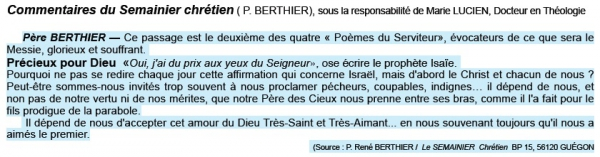 Commentaires du Semainier chrétien ( P. BERTHIER), sous la responsabilité de Marie LUCIEN, Docteur en Théologie
Père BERTHIER — Ce passage est le deuxième des quatre « Poèmes du Serviteur», évocateurs de ce que sera le
Messie, glorieux et souffrant.
Précieux pour Dieu «Oui, j'ai du prix aux yeux du Seigneur», ose écrire le prophète Isaïe.
Pourquoi ne pas se redire chaque jour cette affirmation qui concerne Israël, mais d'abord le Christ et chacun de nous ?
Peut-être sommes-nous invités trop souvent à nous proclamer pécheurs, coupables, indignes... il dépend de nous, et
non pas de notre vertu ni de nos mérites, que notre Père des Cieux nous prenne entre ses bras, comme il l'a fait pour le
fils prodigue de la parabole.
Il dépend de nous d'accepter cet amour du Dieu Très-Saint et Très-Aimant... en nous souvenant toujours qu'il nous a
aimés le premier.
(Source : P. René BERTHIER / Le SEMAINIER Chrétien BP 15, 56120 GUÉGON